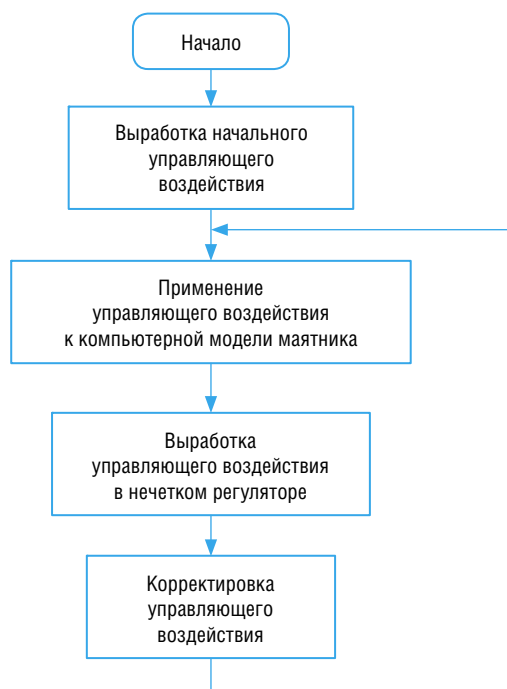 Начало
Выработка начального
управляющего
воздействия
Применение
управляющего воздействия
к компьютерной модели маятника
Выработка
управляющего воздействия
в нечетком регуляторе
Корректировка
управляющего
воздействия